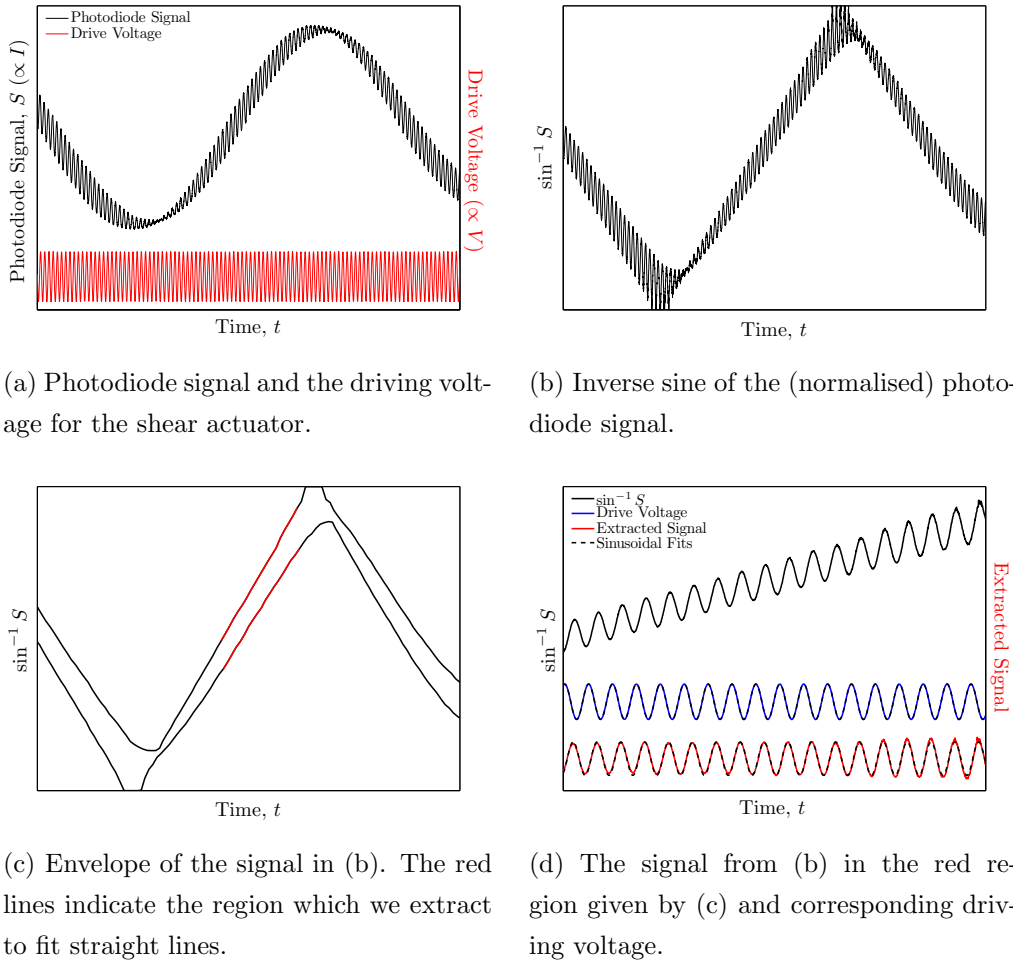 Photodiode Signal
Drive Voltage
Photodiode Signal, S (∝ I)
Drive Voltage (∝ V)
Time, t
(a) Photodiode signal and the driving volt-
age for the shear actuator.
sin⁻¹ S
Time, t
(b) Inverse sine of the (normalised) photo-
diode signal.
sin⁻¹ S
Time, t
(c) Envelope of the signal in (b). The red
lines indicate the region which we extract
to fit straight lines.
sin⁻¹ S
Drive Voltage
Extracted Signal
Sinusoidal Fits
sin⁻¹ S
Extracted Signal
Time, t
(d) The signal from (b) in the red re-
gion given by (c) and corresponding driv-
ing voltage.